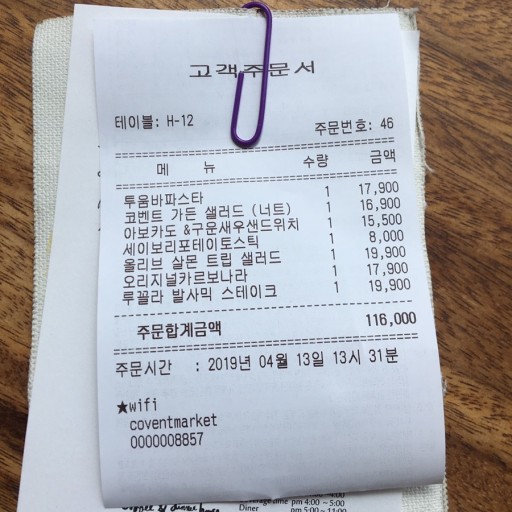 고객주문서
테이블: H-12
주문번호: 46
메 뉴 수량 금액
투움바파스타 1 17,900
코벤트 가든 샐러드 (너트) 1 16,900
아보카도 &구운새우샌드위치 1 15,500
세이보리포테이토스틱 1 8,000
올리브 살몬 트립 샐러드 1 19,900
오리지널카르보나라 1 17,900
루꼴라 발사믹 스테이크 1 19,900
주문합계금액 116,000
주문시간 : 2019년 04월 13일 13시 31분
★wifi
coventmarket
0000008857
pm 4:00 ~ 5:00
Diner pm 5:00 ~ 11:00